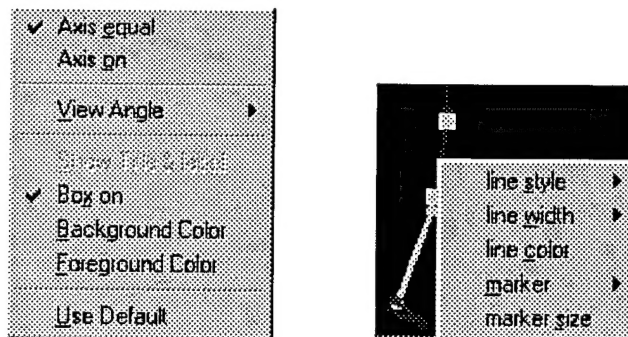 Axis equal
Axis on
View Angle
Box on
Background Color
Foreground Color
Use Default
line style
line width
line color
marker
marker size